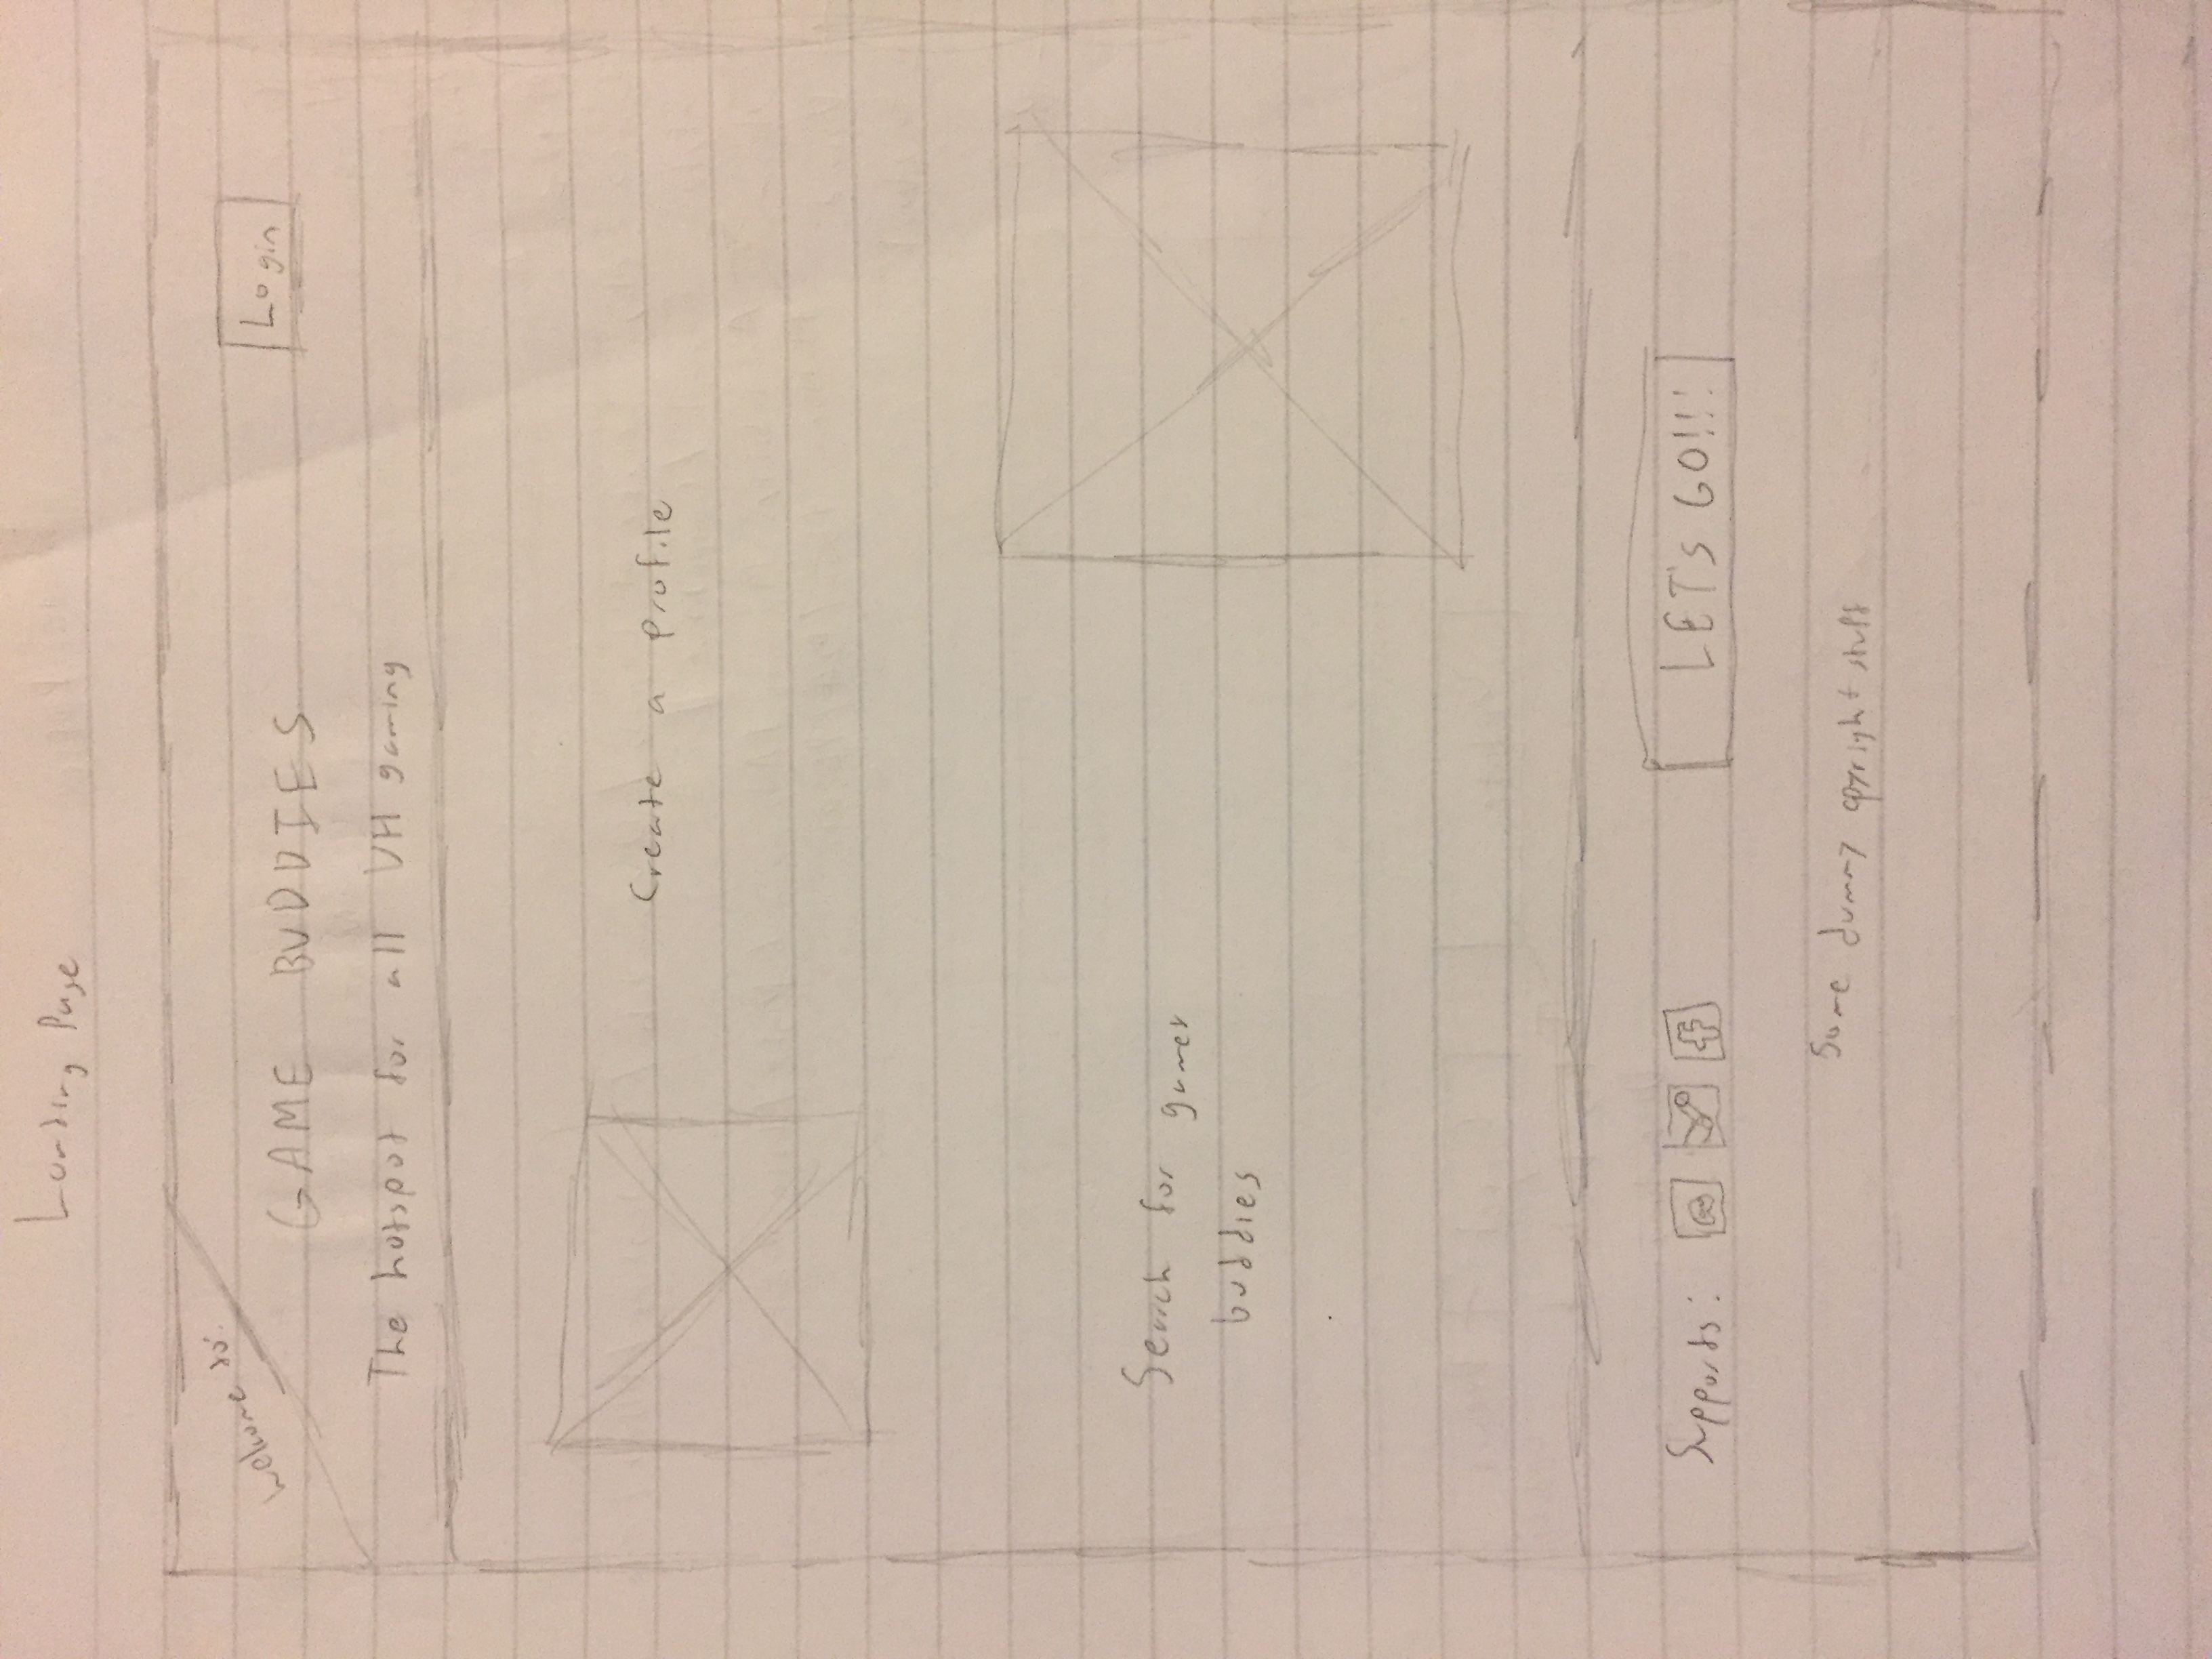 Landing Page
Welcome to:
GAME BUDDIES
Login
The hotspot for all UH gaming
Create a profile
Search for gamer
buddies
Supports:
f
LET'S GO!!!
Some dummy copyright stuff